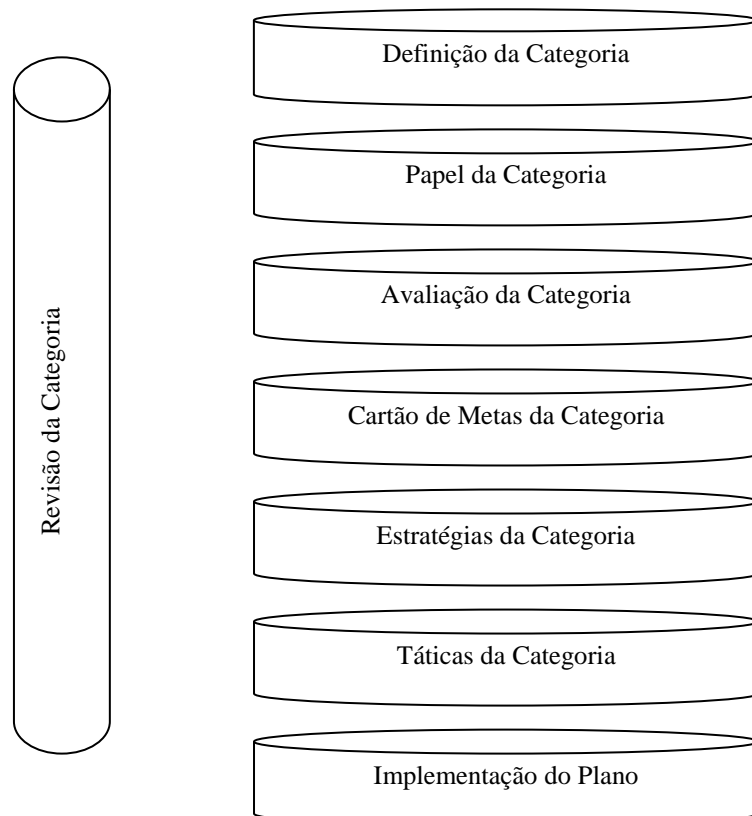 Definição da Categoria
Papel da Categoria
Avaliação da Categoria
Cartão de Metas da Categoria
Estratégias da Categoria
Táticas da Categoria
Implementação do Plano
Revisão da Categoria